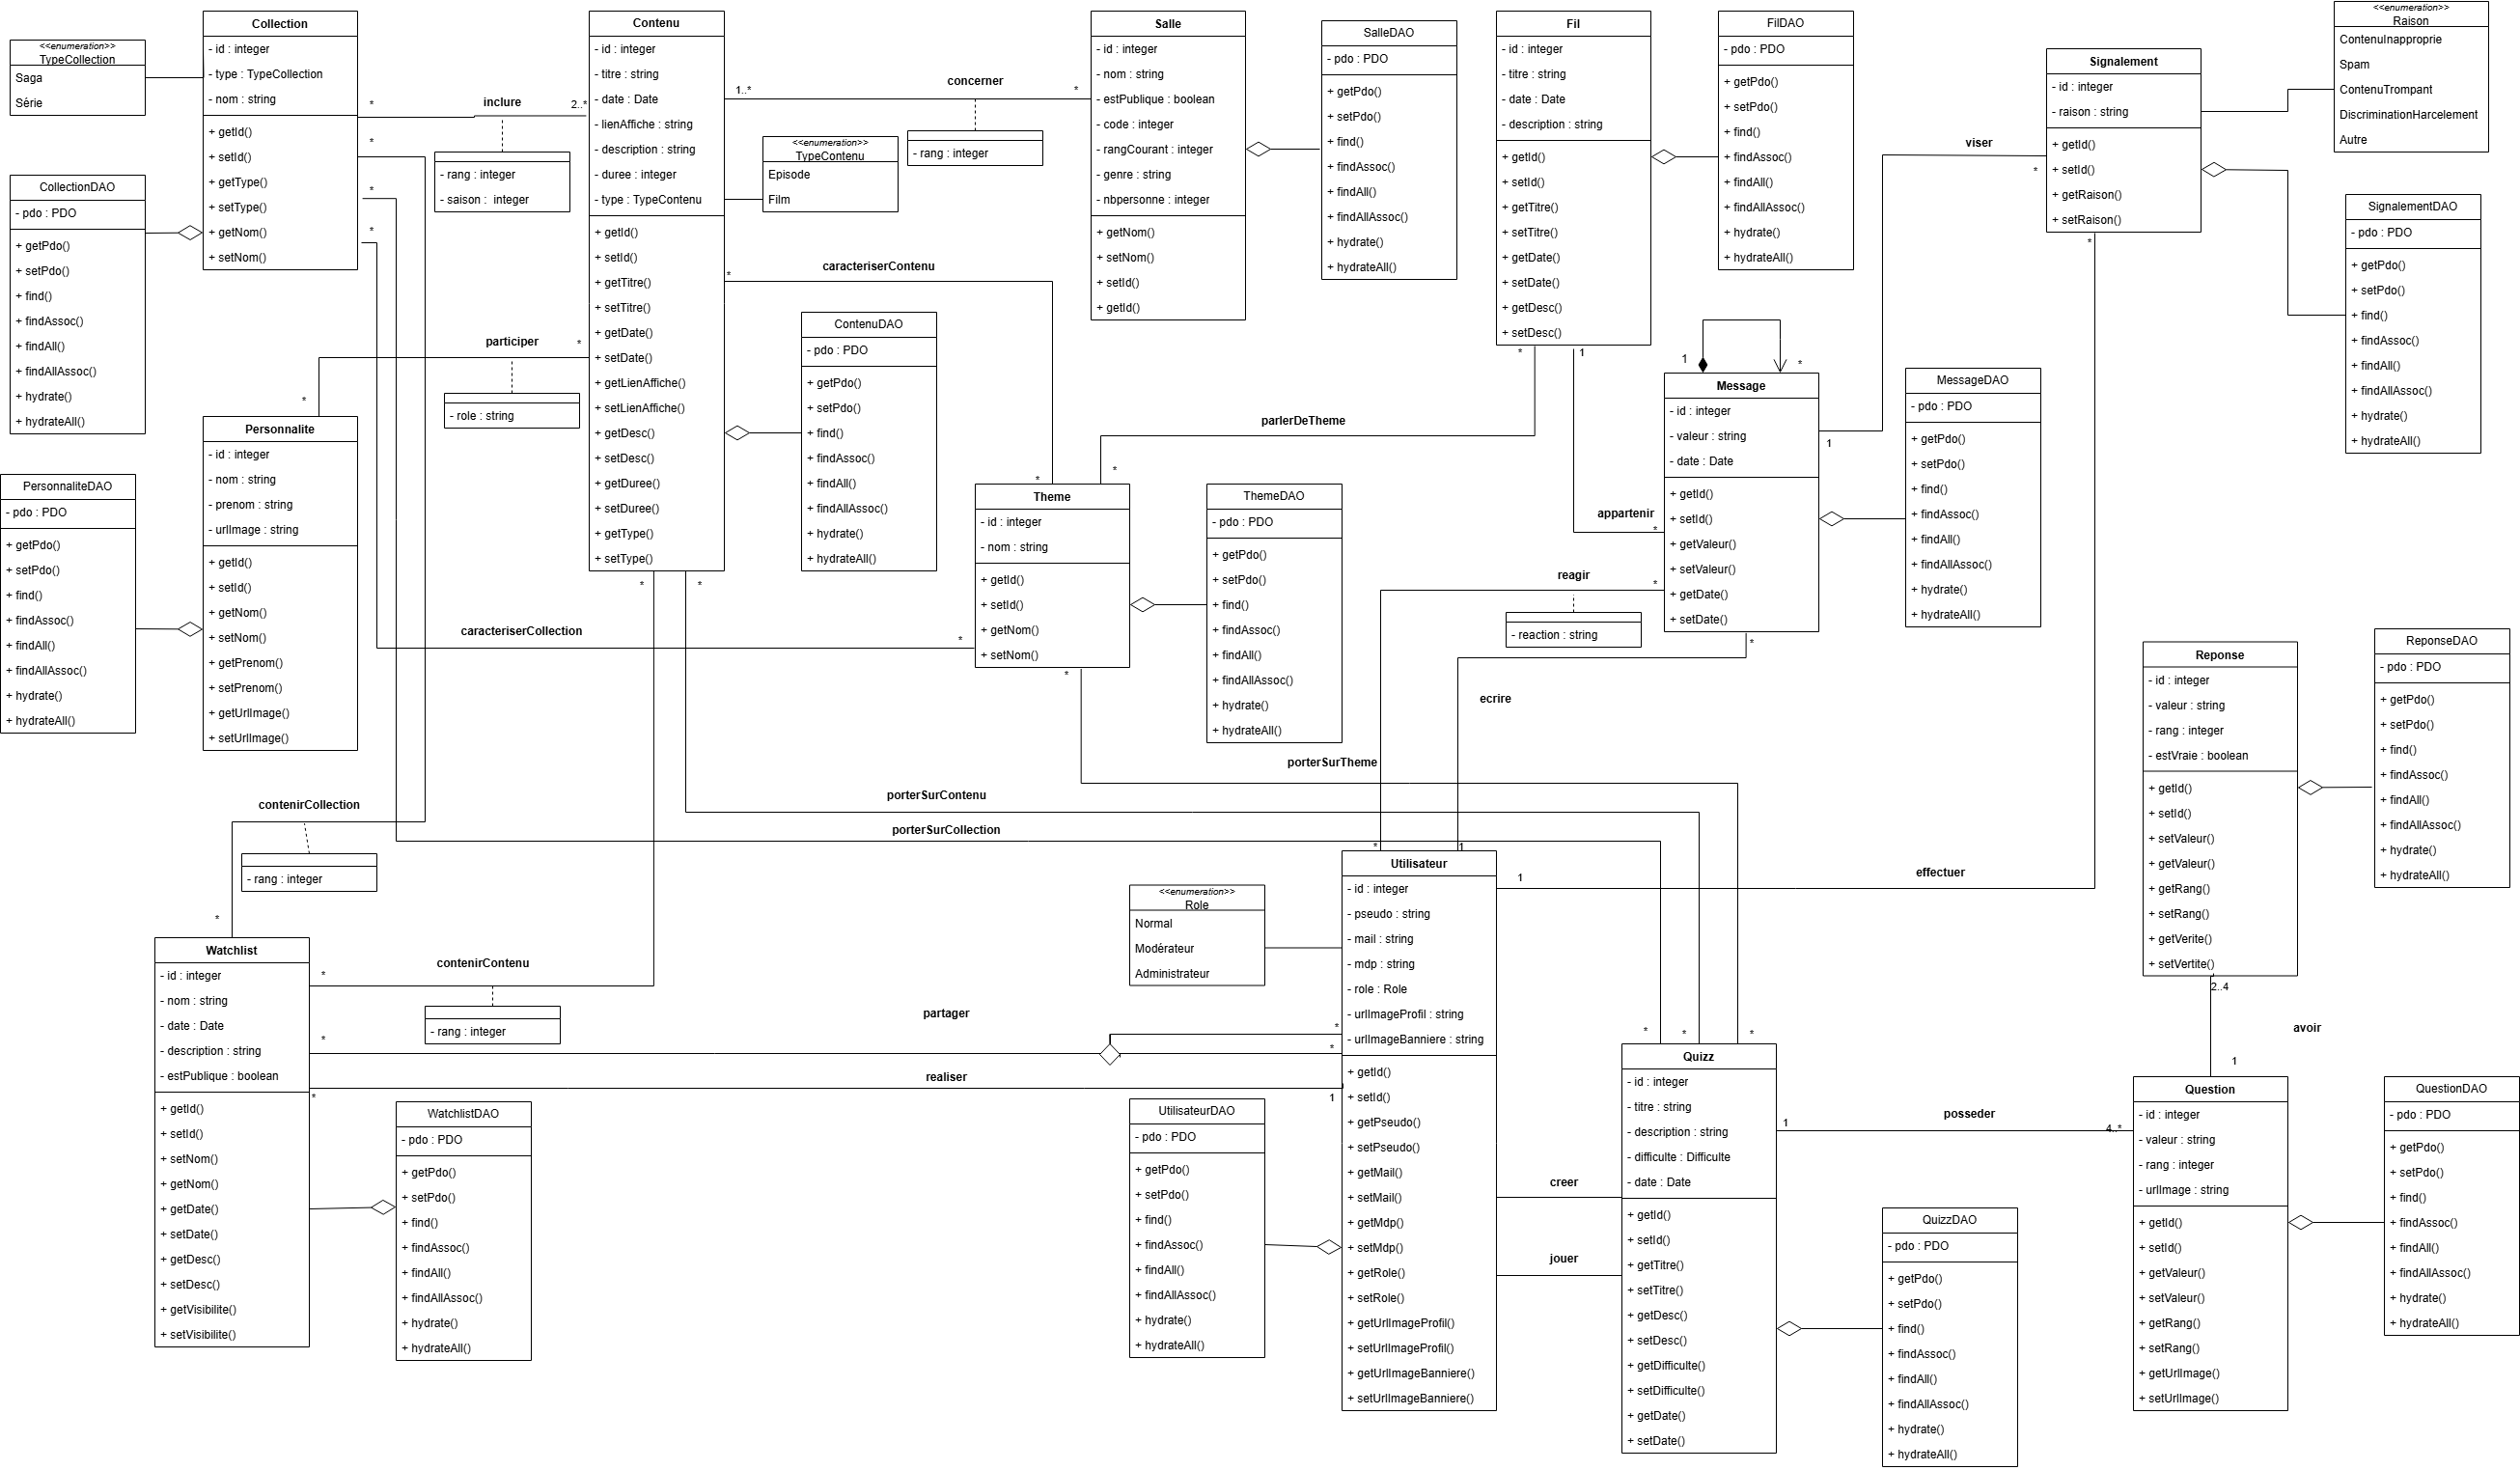 Collection
- id : integer
- type : TypeCollection
- nom : string
+ getId()
+ setId()
+ getType()
+ setType()
+ getNom()
+ setNom()
<<enumeration>>
TypeCollection
Saga
Série
CollectionDAO
- pdo : PDO
+ getPdo()
+ setPdo()
+ find()
+ findAssoc()
+ findAll()
+ findAllAssoc()
+ hydrate()
+ hydrateAll()
*
inclure
2..*
- rang : integer
- saison : integer
*
*
*
Contenu
- id : integer
- titre : string
- date : Date
- lienAffiche : string
- description : string
- duree : integer
- type : TypeContenu
+ getId()
+ setId()
+ getTitre()
+ setTitre()
+ getDate()
+ setDate()
+ getLienAffiche()
+ setLienAffiche()
+ getDesc()
+ setDesc()
+ getDuree()
+ setDuree()
+ getType()
+ setType()
1..*
concerner
*
- rang : integer
<<enumeration>>
TypeContenu
Episode
Film
Salle
- id : integer
- nom : string
- estPublique : boolean
- code : integer
- rangCourant : integer
- genre : string
- nbpersonne : integer
+ getNom()
+ setNom()
+ setId()
+ getId()
SalleDAO
- pdo : PDO
+ getPdo()
+ setPdo()
+ find()
+ findAssoc()
+ findAll()
+ findAllAssoc()
+ hydrate()
+ hydrateAll()
Fil
- id : integer
- titre : string
- date : Date
- description : string
+ getId()
+ setId()
+ getTitre()
+ setTitre()
+ getDate()
+ setDate()
+ getDesc()
+ setDesc()
FilDAO
- pdo : PDO
+ getPdo()
+ setPdo()
+ find()
+ findAssoc()
+ findAll()
+ findAllAssoc()
+ hydrate()
+ hydrateAll()
Signalement
- id : integer
- raison : string
+ getId()
+ setId()
+ getRaison()
+ setRaison()
<<enumeration>>
Raison
ContenuInapproprie
Spam
ContenuTrompant
DiscriminationHarcelement
Autre
SignalementDAO
- pdo : PDO
+ getPdo()
+ setPdo()
+ find()
+ findAssoc()
+ findAll()
+ findAllAssoc()
+ hydrate()
+ hydrateAll()
viser
*
1
*
caracteriserContenu
*
*
ContenuDAO
- pdo : PDO
+ getPdo()
+ setPdo()
+ find()
+ findAssoc()
+ findAll()
+ findAllAssoc()
+ hydrate()
+ hydrateAll()
participer
*
*
- role : string
Personnalite
- id : integer
- nom : string
- prenom : string
- urlImage : string
+ getId()
+ setId()
+ getNom()
+ setNom()
+ getPrenom()
+ setPrenom()
+ getUrlImage()
+ setUrlImage()
PersonnaliteDAO
- pdo : PDO
+ getPdo()
+ setPdo()
+ find()
+ findAssoc()
+ findAll()
+ findAllAssoc()
+ hydrate()
+ hydrateAll()
parlerDeTheme
*
*
Theme
- id : integer
- nom : string
+ getId()
+ setId()
+ getNom()
+ setNom()
ThemeDAO
- pdo : PDO
+ getPdo()
+ setPdo()
+ find()
+ findAssoc()
+ findAll()
+ findAllAssoc()
+ hydrate()
+ hydrateAll()
1
*
Message
- id : integer
- valeur : string
- date : Date
+ getId()
+ setId()
+ getValeur()
+ setValeur()
+ getDate()
+ setDate()
MessageDAO
- pdo : PDO
+ getPdo()
+ setPdo()
+ find()
+ findAssoc()
+ findAll()
+ findAllAssoc()
+ hydrate()
+ hydrateAll()
1
appartenir
*
reagir
*
- reaction : string
*
ecrire
*
1
caracteriserCollection
*
*
*
*
porterSurTheme
*
porterSurContenu
*
porterSurCollection
*
contenirCollection
- rang : integer
*
Watchlist
- id : integer
- nom : string
- date : Date
- description : string
- estPublique : boolean
+ getId()
+ setId()
+ setNom()
+ getNom()
+ getDate()
+ setDate()
+ getDesc()
+ setDesc()
+ getVisibilite()
+ setVisibilite()
WatchlistDAO
- pdo : PDO
+ getPdo()
+ setPdo()
+ find()
+ findAssoc()
+ findAll()
+ findAllAssoc()
+ hydrate()
+ hydrateAll()
contenirContenu
*
- rang : integer
partager
*
*
*
realiser
*
1
<<enumeration>>
Role
Normal
Modérateur
Administrateur
Utilisateur
- id : integer
- pseudo : string
- mail : string
- mdp : string
- role : Role
- urlImageProfil : string
- urlImageBanniere : string
+ getId()
+ setId()
+ getPseudo()
+ setPseudo()
+ getMail()
+ setMail()
+ getMdp()
+ setMdp()
+ getRole()
+ setRole()
+ getUrlImageProfil()
+ setUrlImageProfil()
+ getUrlImageBanniere()
+ setUrlImageBanniere()
UtilisateurDAO
- pdo : PDO
+ getPdo()
+ setPdo()
+ find()
+ findAssoc()
+ findAll()
+ findAllAssoc()
+ hydrate()
+ hydrateAll()
1
effectuer
creer
jouer
Quizz
- id : integer
- titre : string
- description : string
- difficulte : Difficulte
- date : Date
+ getId()
+ setId()
+ getTitre()
+ setTitre()
+ getDesc()
+ setDesc()
+ getDifficulte()
+ setDifficulte()
+ getDate()
+ setDate()
QuizzDAO
- pdo : PDO
+ getPdo()
+ setPdo()
+ find()
+ findAssoc()
+ findAll()
+ findAllAssoc()
+ hydrate()
+ hydrateAll()
1
posseder
4..*
Reponse
- id : integer
- valeur : string
- rang : integer
- estVraie : boolean
+ getId()
+ setId()
+ setValeur()
+ getValeur()
+ getRang()
+ setRang()
+ getVerite()
+ setVertite()
ReponseDAO
- pdo : PDO
+ getPdo()
+ setPdo()
+ find()
+ findAssoc()
+ findAll()
+ findAllAssoc()
+ hydrate()
+ hydrateAll()
2..4
avoir
1
Question
- id : integer
- valeur : string
- rang : integer
- urlImage : string
+ getId()
+ setId()
+ getValeur()
+ setValeur()
+ getRang()
+ setRang()
+ getUrlImage()
+ setUrlImage()
QuestionDAO
- pdo : PDO
+ getPdo()
+ setPdo()
+ find()
+ findAssoc()
+ findAll()
+ findAllAssoc()
+ hydrate()
+ hydrateAll()